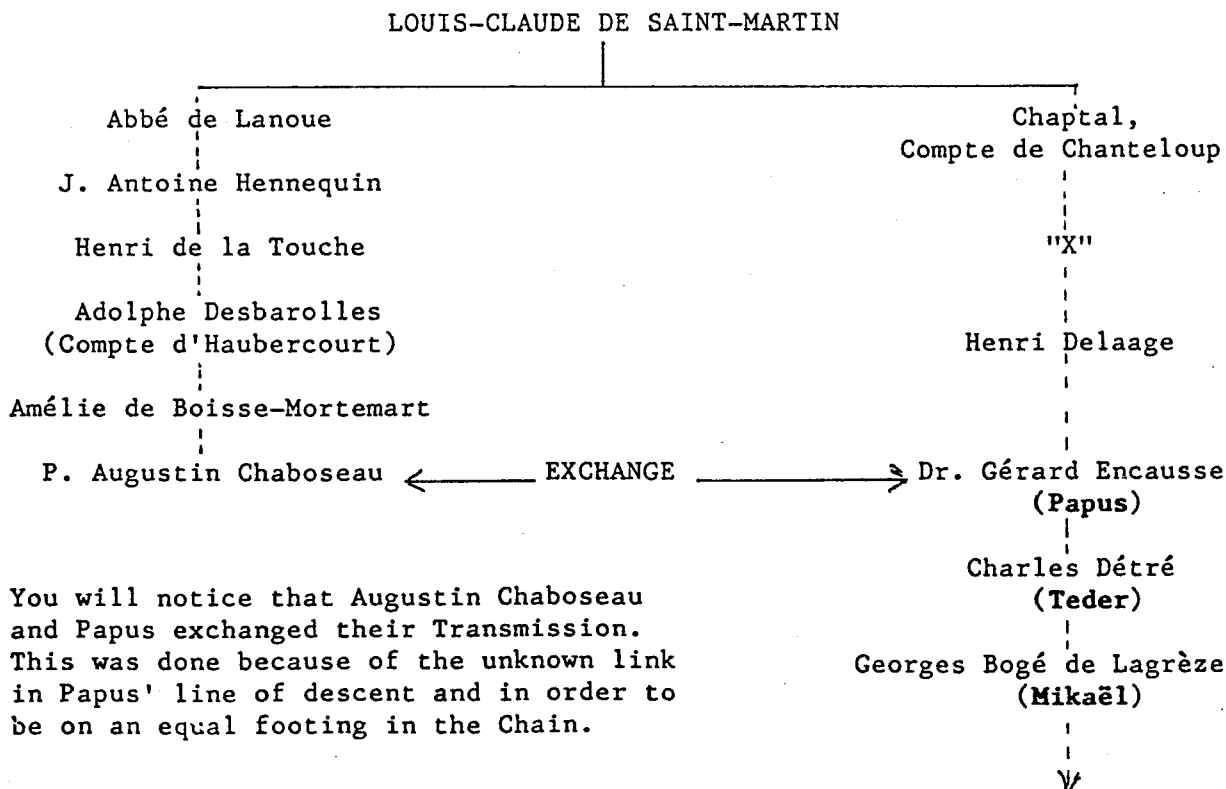 LOUIS-CLAUDE DE SAINT-MARTIN
Abbé de Lanoue
J. Antoine Hennequin
Henri de la Touche
Adolphe Desbarolles
(Compte d'Haubercourt)
Amélie de Boisse-Mortemart
P. Augustin Chaboseau
EXCHANGE
Chaptal,
Compte de Chanteloup
"X"
Henri Delaage
Dr. Gérard Encausse
(Papus)
Charles Détré
(Teder)
Georges Bogé de Lagrèze
(Mikaël)
You will notice that Augustin Chaboseau
and Papus exchanged their Transmission.
This was done because of the unknown link
in Papus' line of descent and in order to
be on an equal footing in the Chain.